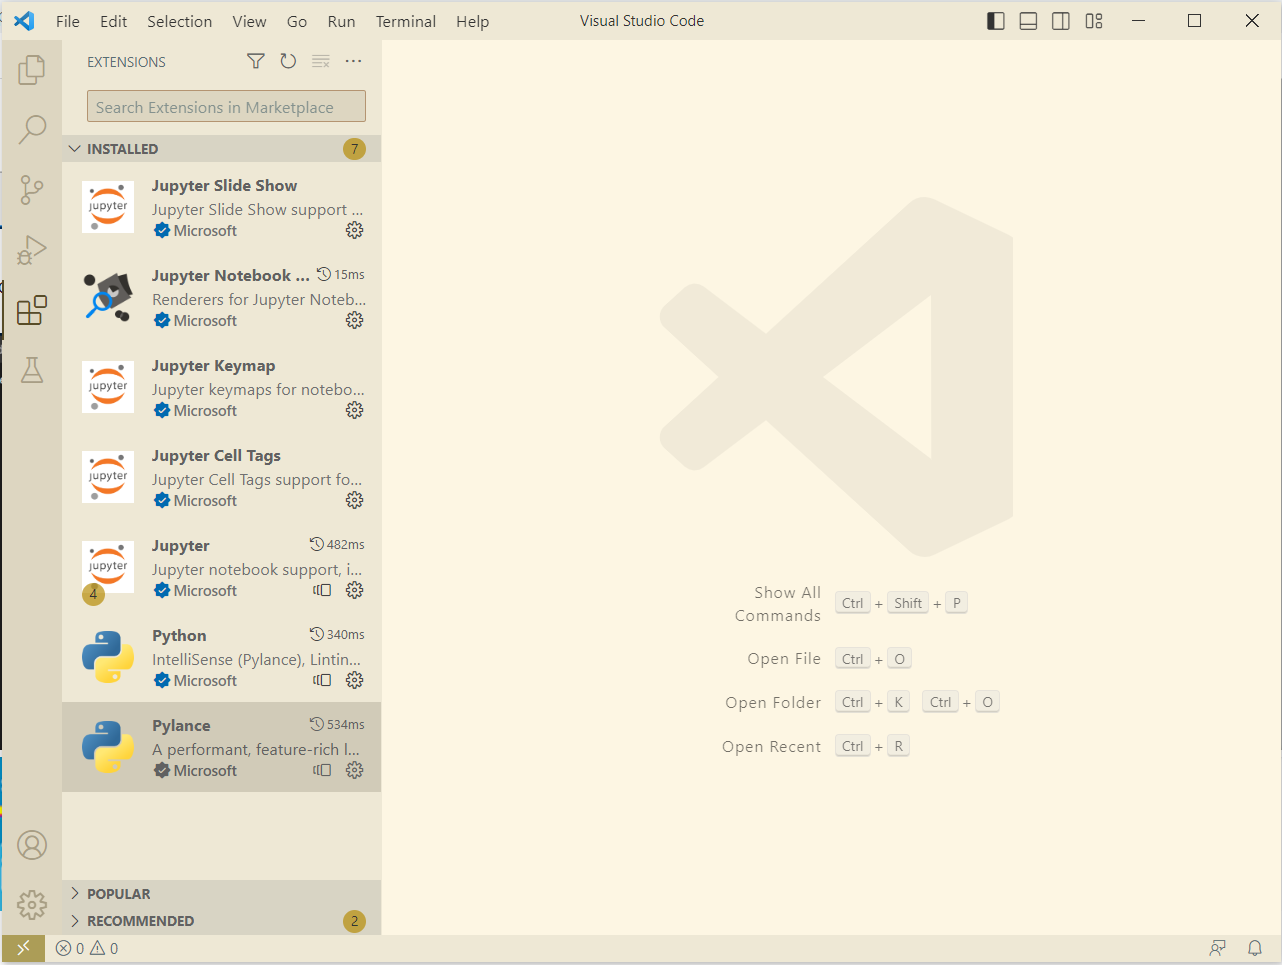 File Edit Selection View Go Run Terminal Help Visual Studio Code
EXTENSIONS
Search Extensions in Marketplace
INSTALLED 7
jupyter
Jupyter Slide Show
Jupyter Slide Show support ...
Microsoft
Jupyter Notebook ... 15ms
Renderers for Jupyter Noteb...
Microsoft
jupyter
Jupyter Keymap
Jupyter keymaps for notebo...
Microsoft
jupyter
Jupyter Cell Tags
Jupyter Cell Tags support fo...
Microsoft
jupyter
4
Jupyter 482ms
Jupyter notebook support, i...
Microsoft
Python 340ms
IntelliSense (Pylance), Lintin...
Microsoft
Pylance 534ms
A performant, feature-rich l...
Microsoft
POPULAR
RECOMMENDED 2
0 0
Show All
Commands Ctrl + Shift + P
Open File Ctrl + O
Open Folder Ctrl + K Ctrl + O
Open Recent Ctrl + R